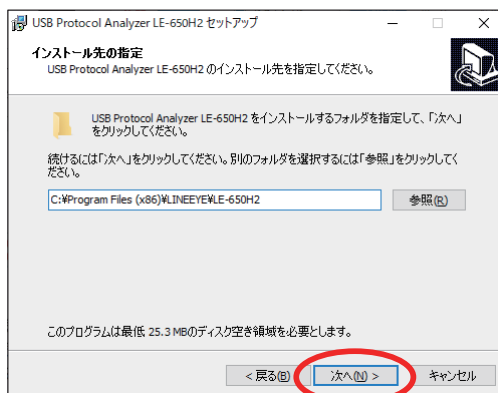 USB Protocol Analyzer LE-650H2 セットアップ
インストール先の指定
USB Protocol Analyzer LE-650H2 のインストール先を指定してください。
USB Protocol Analyzer LE-650H2 をインストールするフォルダを指定して、「次へ」
をクリックしてください。
続けるには「次へ」をクリックしてください。別のフォルダを選択するには「参照」をクリックしてく
ださい。
C:¥Program Files (x86)¥LINEEYE¥LE-650H2
参照(R)
このプログラムは最低 25.3 MBのディスク空き領域を必要とします。
< 戻る(B) 次へ(N) > キャンセル